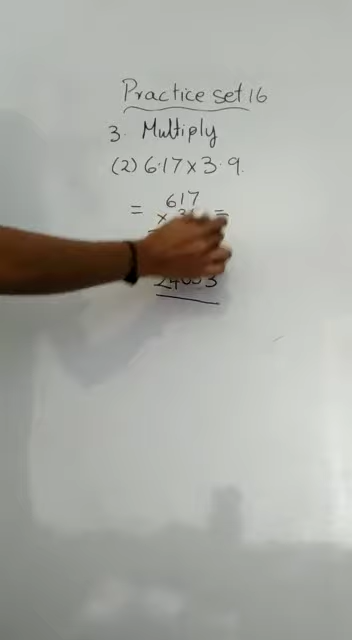 Practice set 16
3. Multiply
(2) 6.17 x 3.9.
= 617
x =